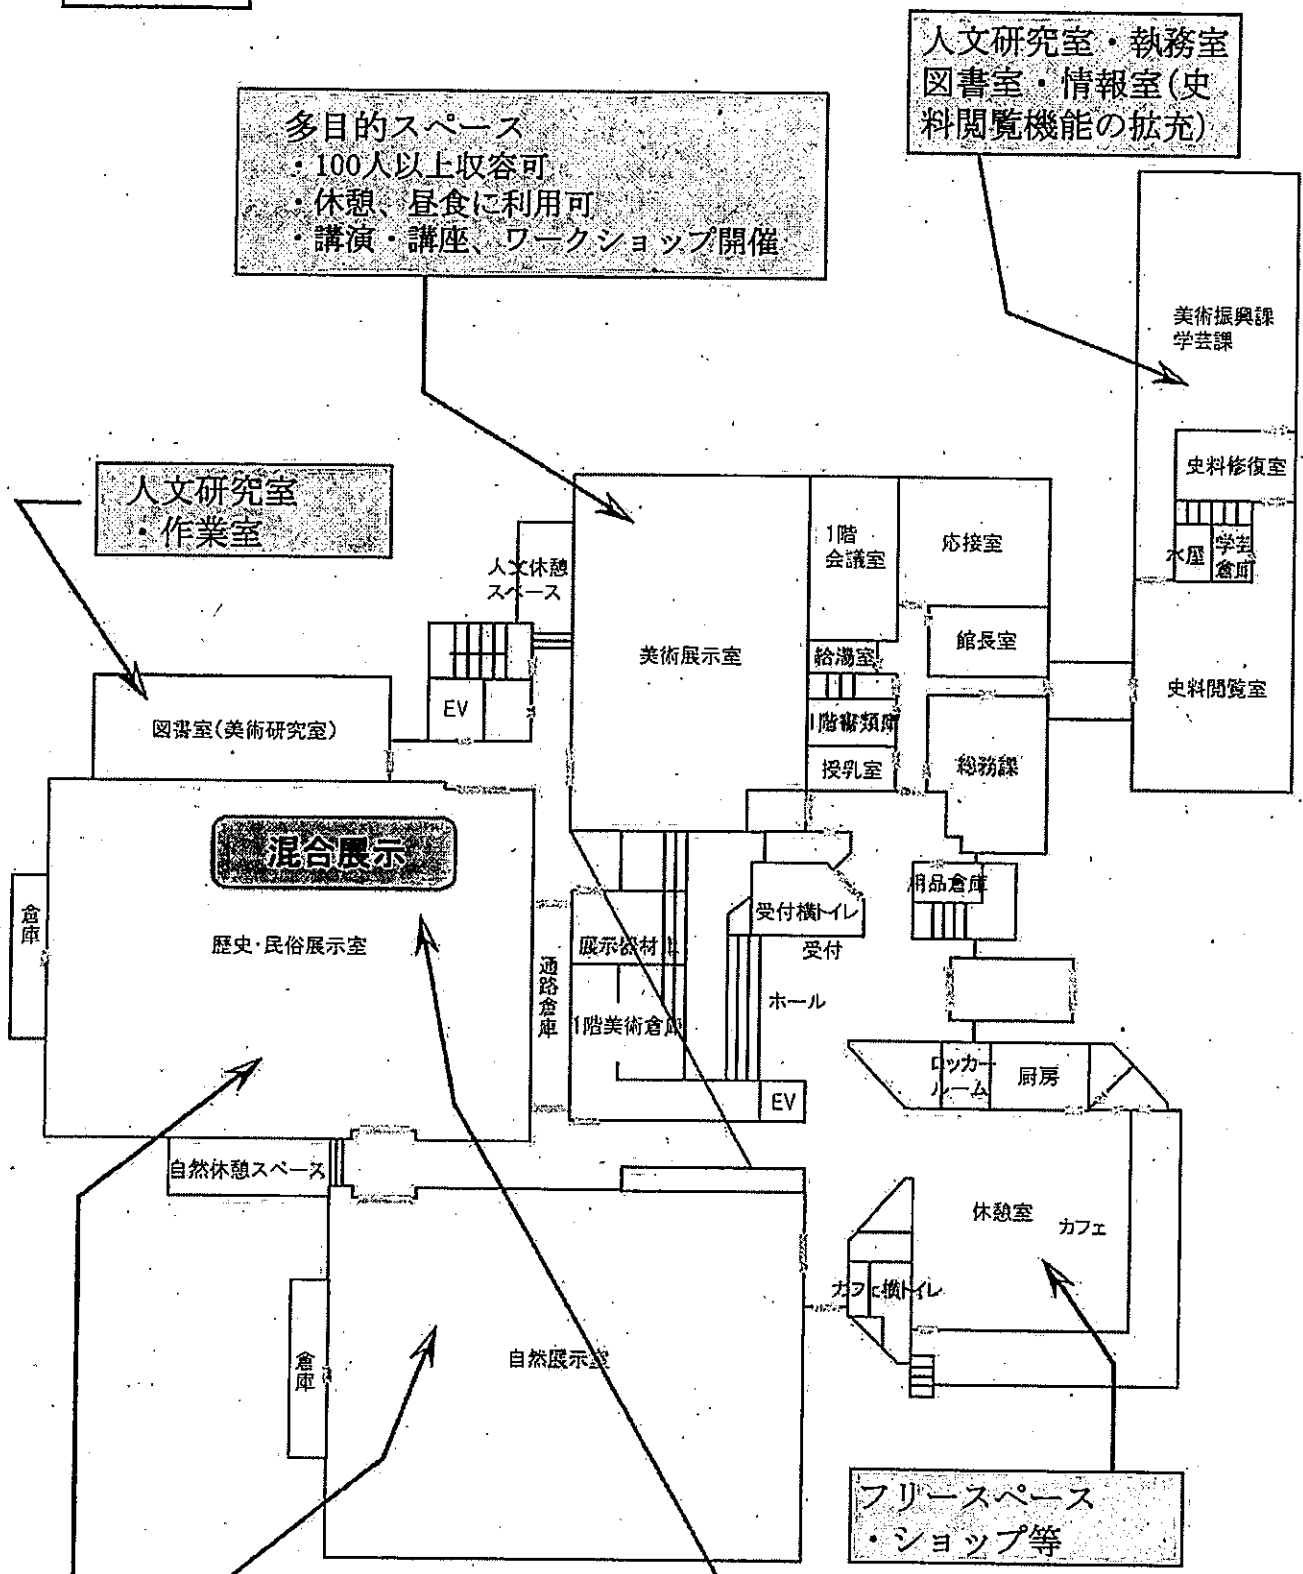 人文研究室・執務室
図書室・情報室(史
料閲覧機能の拡充)
多目的スペース
・100人以上収容可
・休憩、昼食に利用可
・講演・講座、ワークショップ開催
美術振興課
学芸課
史料修復室
水屋
学芸
倉庫
史料閲覧室
人文研究室
・作業室
人文休憩
スペース
1階
会議室
応接室
美術展示室
給湯室
館長室
EV
図書室(美術研究室)
1階書類庫
授乳室
総務課
混合展示
倉庫
歴史・民俗展示室
通路倉庫
展示器材
1階美術倉庫
受付横トイレ
受付
ホール
用品倉庫
EV
ロッカー
ルーム
厨房
自然休憩スペース
休憩室
カフェ
カフェ横トイレ
倉庫
自然展示室
フリースペース
・ショップ等